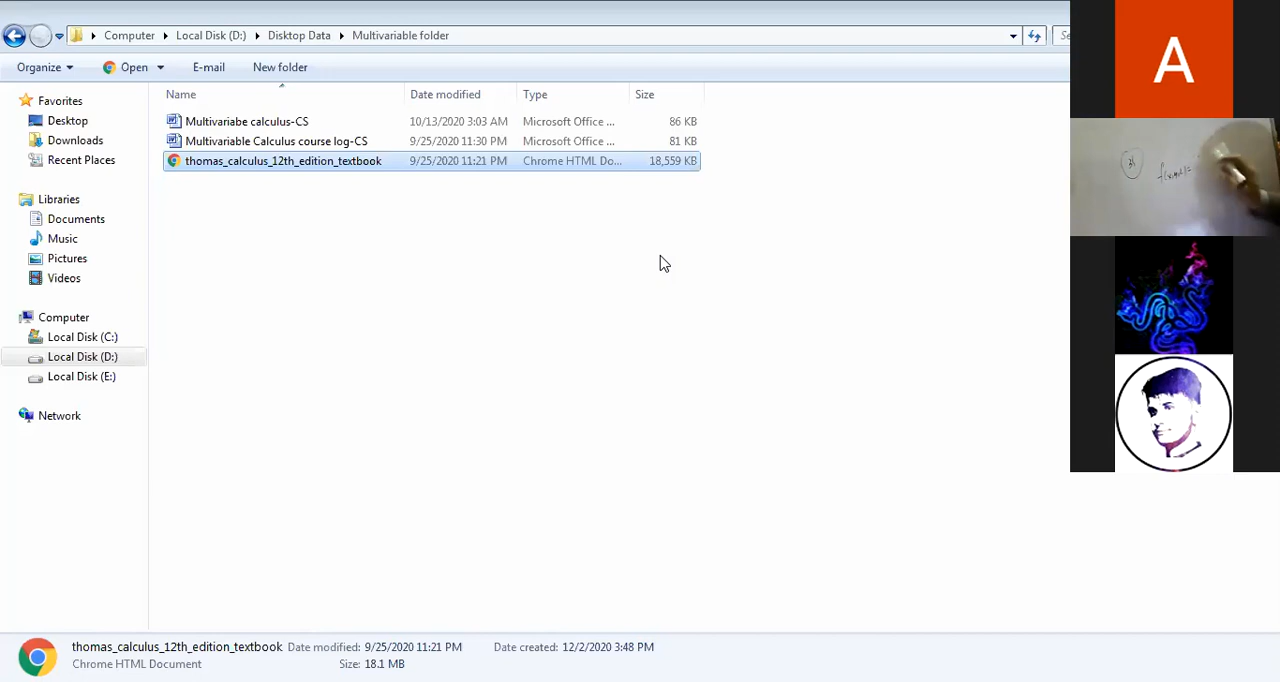 Computer Local Disk (D:) Disktop Data Multivariable folder
Organize Open E-mail New folder
Name Date modified Type Size
Favorites
Desktop
Downloads
Recent Places
Libraries
Documents
Music
Pictures
Videos
Computer
Local Disk (C:)
Local Disk (D:)
Local Disk (E:)
Network
Multivariabe calculus-CS 10/13/2020 3:03 AM Microsoft Office ... 86 KB
Multivariable Calculus course log-CS 9/25/2020 11:30 PM Microsoft Office ... 81 KB
thomas_calculus_12th_edition_textbook 9/25/2020 11:21 PM Chrome HTML Do... 18,559 KB
A
thomas_calculus_12th_edition_textbook Date modified: 9/25/2020 11:21 PM Date created: 12/2/2020 3:48 PM
Chrome HTML Document Size: 18.1 MB